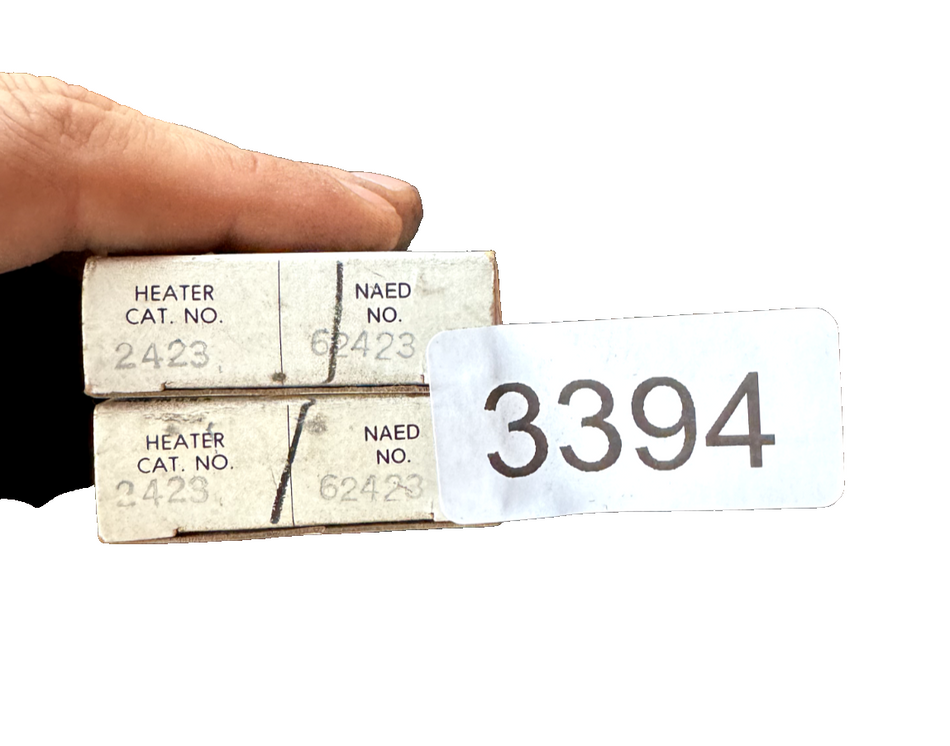 HEATER
CAT. NO.
2423
NAED
NO.
62423
HEATER
CAT. NO.
2423
NAED
NO.
62423
3394